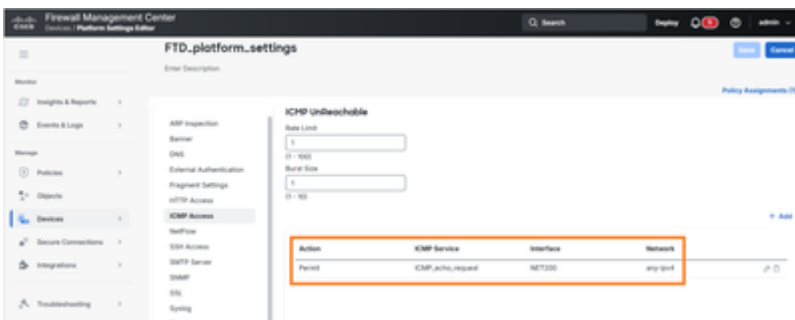 CISCO
Firewall Management Center
Devices / Platform Settings Editor
Search
Deploy
admin
FTD_platform_settings
Enter Description
Save
Cancel
Policy Assignments
Monitor
Insights & Reports
Events & Logs
Manage
Policies
Objects
Devices
Secure Connections
Integrations
Troubleshooting
ARP Inspection
Banner
DNS
External Authentication
Fragment Settings
HTTP Access
ICMP Access
NetFlow
SSH Access
SMTP Server
SNMP
SSL
Syslog
ICMP UnReachable
Rate Limit
1
(1 - 100)
Burst Size
1
(1 - 10)
+ Add
Action ICMP Service Interface Network
Permit ICMP_echo_request NET200 any-ipv4